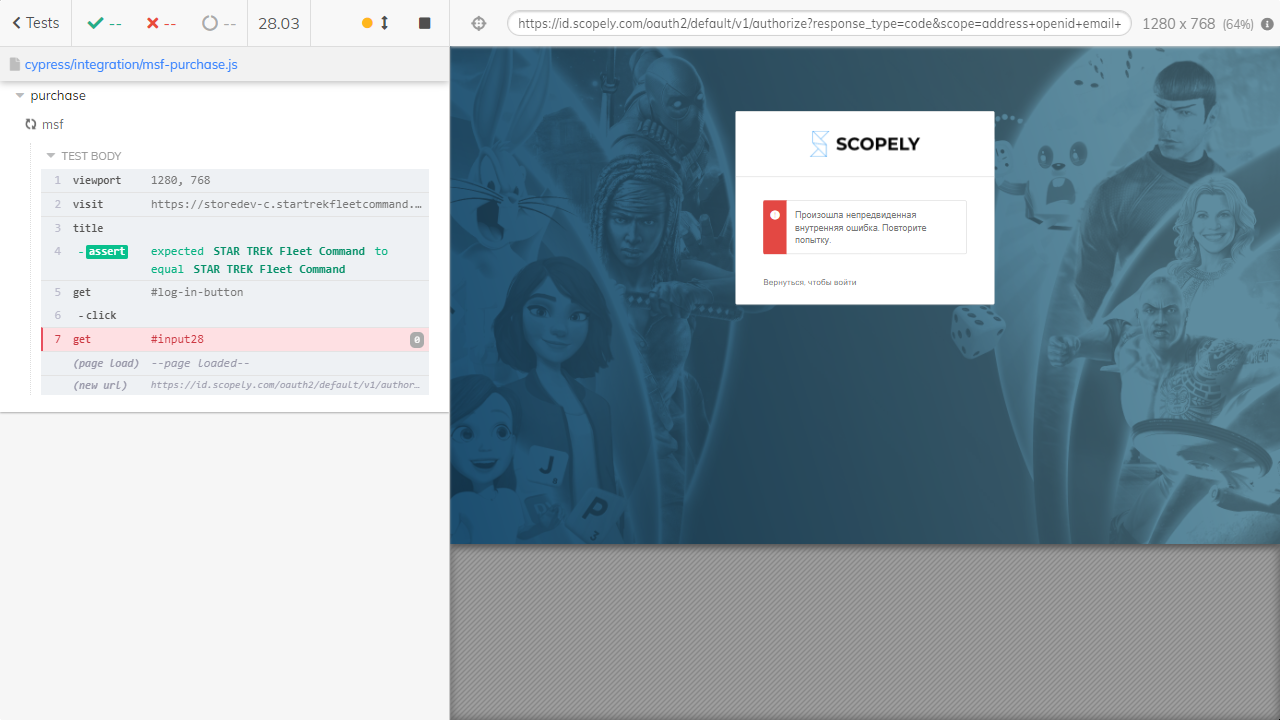 Tests
--
--
--
28.03
https://id.scopely.com/oauth2/default/v1/authorize?response_type=code&scope=address+openid+email+
1280 x 768 (64%)
cypress/integration/msf-purchase.js
purchase
msf
TEST BODY
1 viewport 1280, 768
2 visit https://storedev-c.startrekfleetcommand.…
3 title
4 -assert expected STAR TREK Fleet Command to
equal STAR TREK Fleet Command
5 get #log-in-button
6 -click
7 get #input28 0
(page load) --page loaded--
(new url) https://id.scopely.com/oauth2/default/v1/author…
SCOPELY
Произошла непредвиденная
внутренняя ошибка. Повторите
попытку.
Вернуться, чтобы войти
J
P